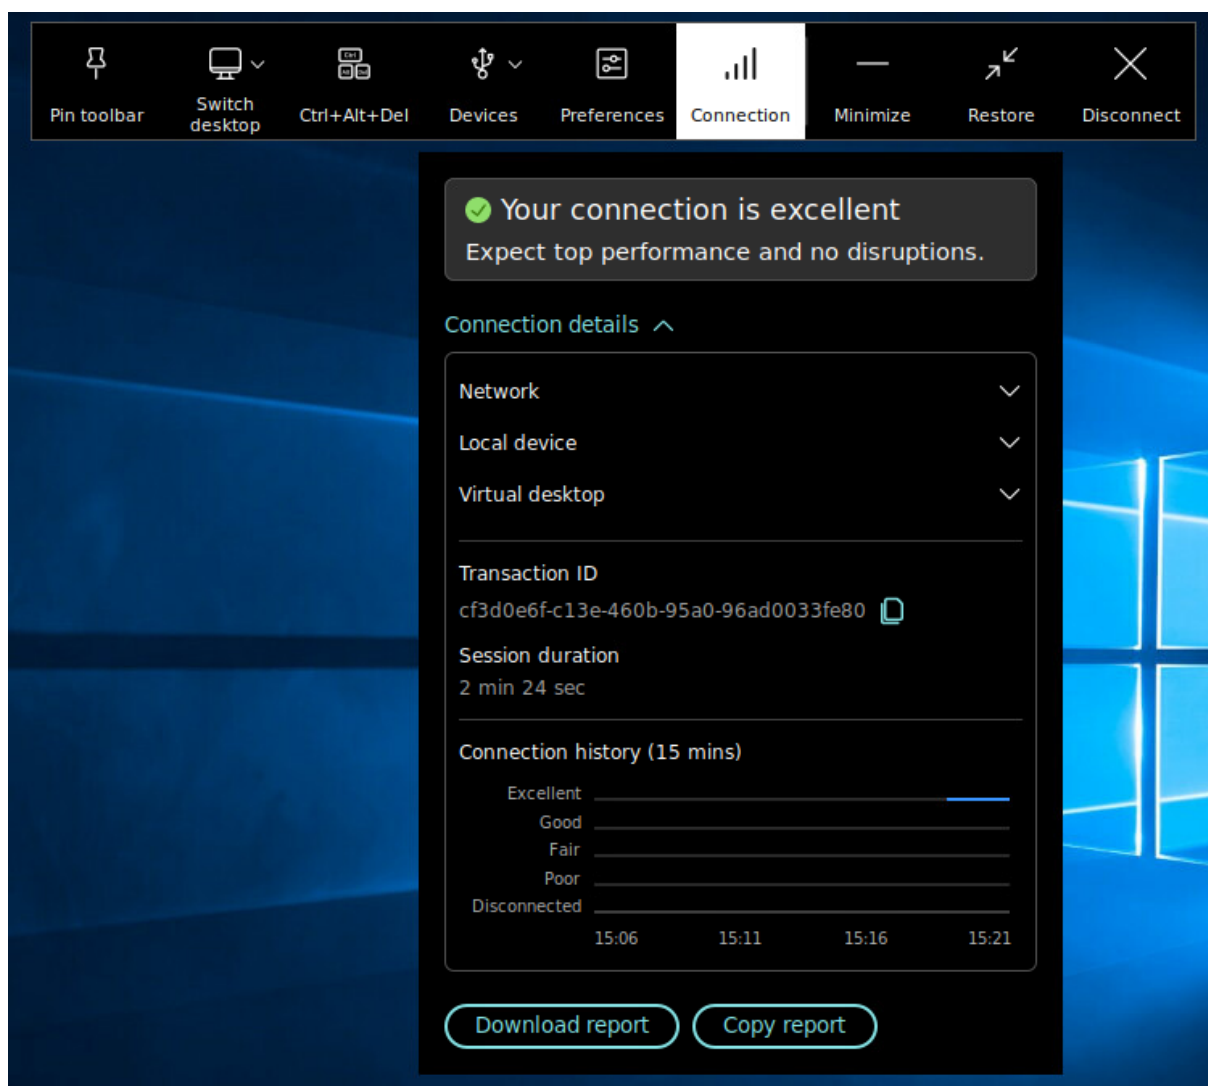 Pin toolbar
Switch
desktop
Ctrl+Alt+Del
Devices
Preferences
Connection
Minimize
Restore
Disconnect
Your connection is excellent
Expect top performance and no disruptions.
Connection details
Network
Local device
Virtual desktop
Transaction ID
cf3d0e6f-c13e-460b-95a0-96ad0033fe80
Session duration
2 min 24 sec
Connection history (15 mins)
Excellent
Good
Fair
Poor
Disconnected
15:06
15:11
15:16
15:21
Download report
Copy report